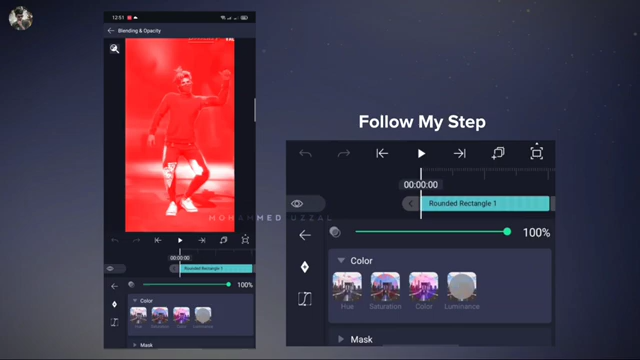 12:51
Blending & Opacity
Follow My Step
00:00:00
Rounded Rectangle 1
100%
Color
Hue Saturation Color Luminance
Mask
MOHAMMED UZZAL
00:00:00
Rounded Rectangle 1
100%
Color
Hue Saturation Color Luminance
Mask